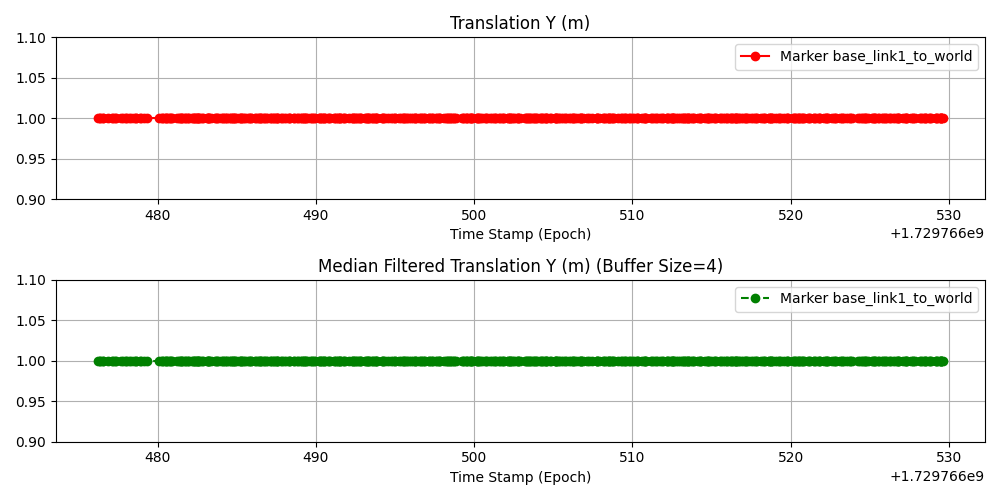 Translation Y (m)
1.10
1.05
1.00
0.95
0.90
Marker base_link1_to_world
480 490 500 510 520 530
Time Stamp (Epoch)
+1.729766e9
Median Filtered Translation Y (m) (Buffer Size=4)
1.10
1.05
1.00
0.95
0.90
Marker base_link1_to_world
480 490 500 510 520 530
Time Stamp (Epoch)
+1.729766e9